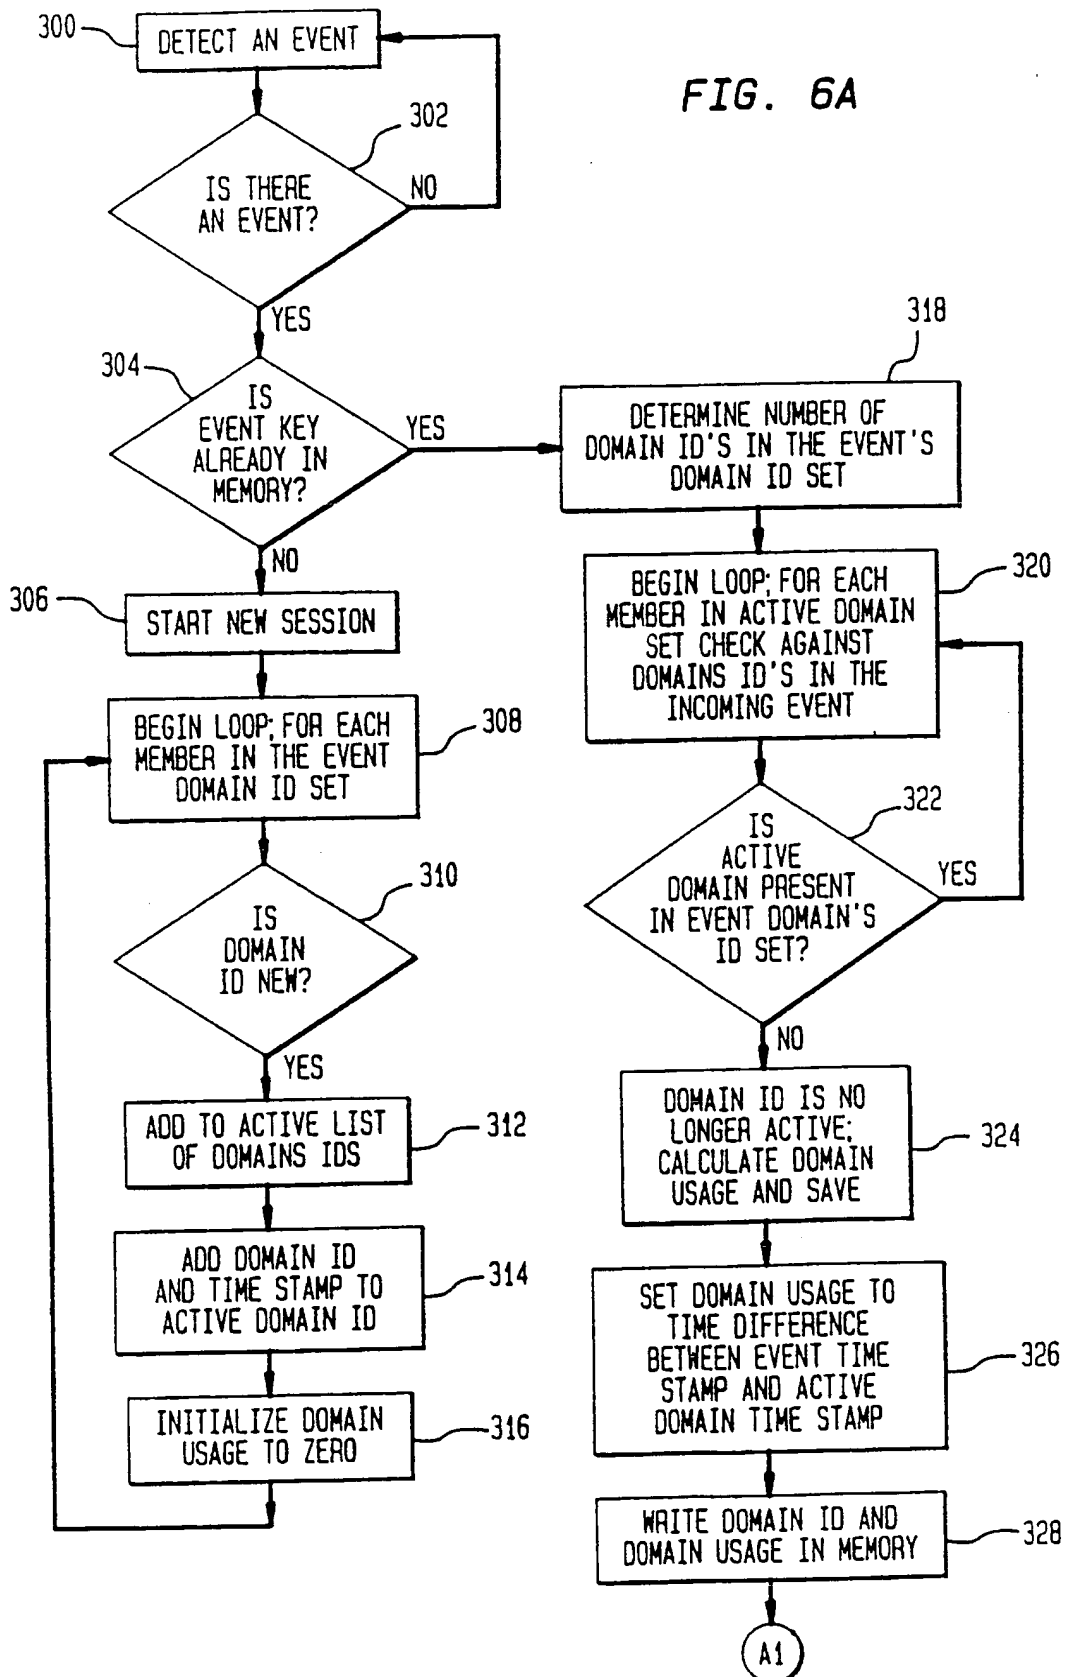 FIG. 6A
300
DETECT AN EVENT
302
IS THERE
AN EVENT?
NO
YES
304
IS
EVENT KEY
ALREADY IN
MEMORY?
YES
NO
306
START NEW SESSION
308
BEGIN LOOP; FOR EACH
MEMBER IN THE EVENT
DOMAIN ID SET
310
IS
DOMAIN
ID NEW?
YES
312
ADD TO ACTIVE LIST
OF DOMAINS IDS
314
ADD DOMAIN ID
AND TIME STAMP TO
ACTIVE DOMAIN ID
316
INITIALIZE DOMAIN
USAGE TO ZERO
318
DETERMINE NUMBER OF
DOMAIN ID'S IN THE EVENT'S
DOMAIN ID SET
320
BEGIN LOOP; FOR EACH
MEMBER IN ACTIVE DOMAIN
SET CHECK AGAINST
DOMAINS ID'S IN THE
INCOMING EVENT
322
IS
ACTIVE
DOMAIN PRESENT
IN EVENT DOMAIN'S
ID SET?
YES
NO
324
DOMAIN ID IS NO
LONGER ACTIVE;
CALCULATE DOMAIN
USAGE AND SAVE
326
SET DOMAIN USAGE TO
TIME DIFFERENCE
BETWEEN EVENT TIME
STAMP AND ACTIVE
DOMAIN TIME STAMP
328
WRITE DOMAIN ID AND
DOMAIN USAGE IN MEMORY
A1